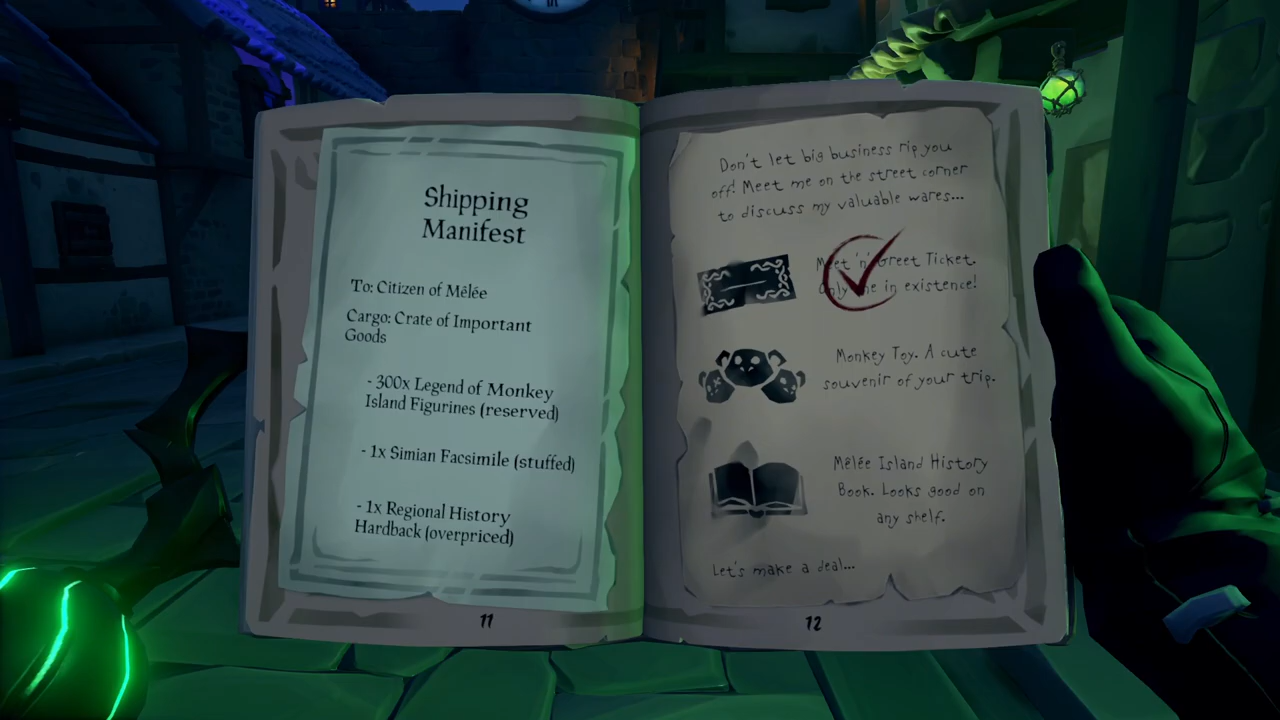 Shipping
Manifest
To: Citizen of Mêlée
Cargo: Crate of Important
Goods
- 300x Legend of Monkey
Island Figurines (reserved)
- 1x Simian Facsimile (stuffed)
- 1x Regional History
Hardback (overpriced)
11
Don't let big business rip you
off! Meet me on the street corner
to discuss my valuable wares...
Meet 'n' Greet Ticket.
Only one in existence!
Monkey Toy. A cute
souvenir of your trip.
Mêlée Island History
Book. Looks good on
any shelf.
Let's make a deal...
12